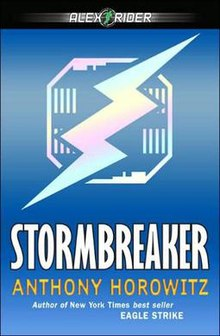 ALEX RIDER
STORMBREAKER
ANTHONY HOROWITZ
Author of New York Times best seller
EAGLE STRIKE